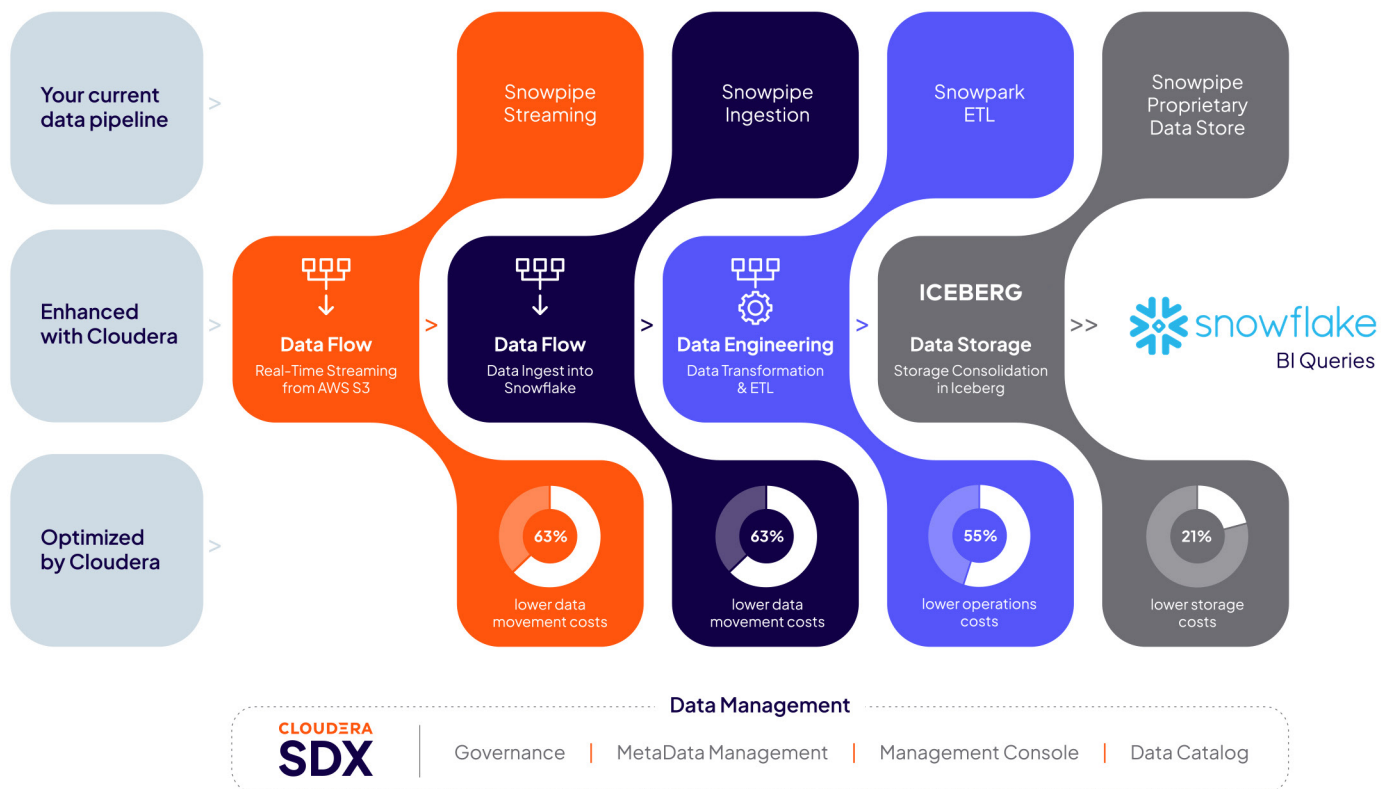 Your current
data pipeline
>
Snowpipe
Streaming
Snowpipe
Ingestion
Snowpark
ETL
Snowpipe
Proprietary
Data Store
Enhanced
with Cloudera
>
Data Flow
Real-Time Streaming
from AWS S3
>
Data Flow
Data Ingest into
Snowflake
>
Data Engineering
Data Transformation
& ETL
>
ICEBERG
Data Storage
Storage Consolidation
in Iceberg
>>
snowflake
BI Queries
Optimized
by Cloudera
>
63%
lower data
movement costs
63%
lower data
movement costs
55%
lower operations
costs
21%
lower storage
costs
Data Management
CLOUDERA
SDX
Governance | MetaData Management | Management Console | Data Catalog